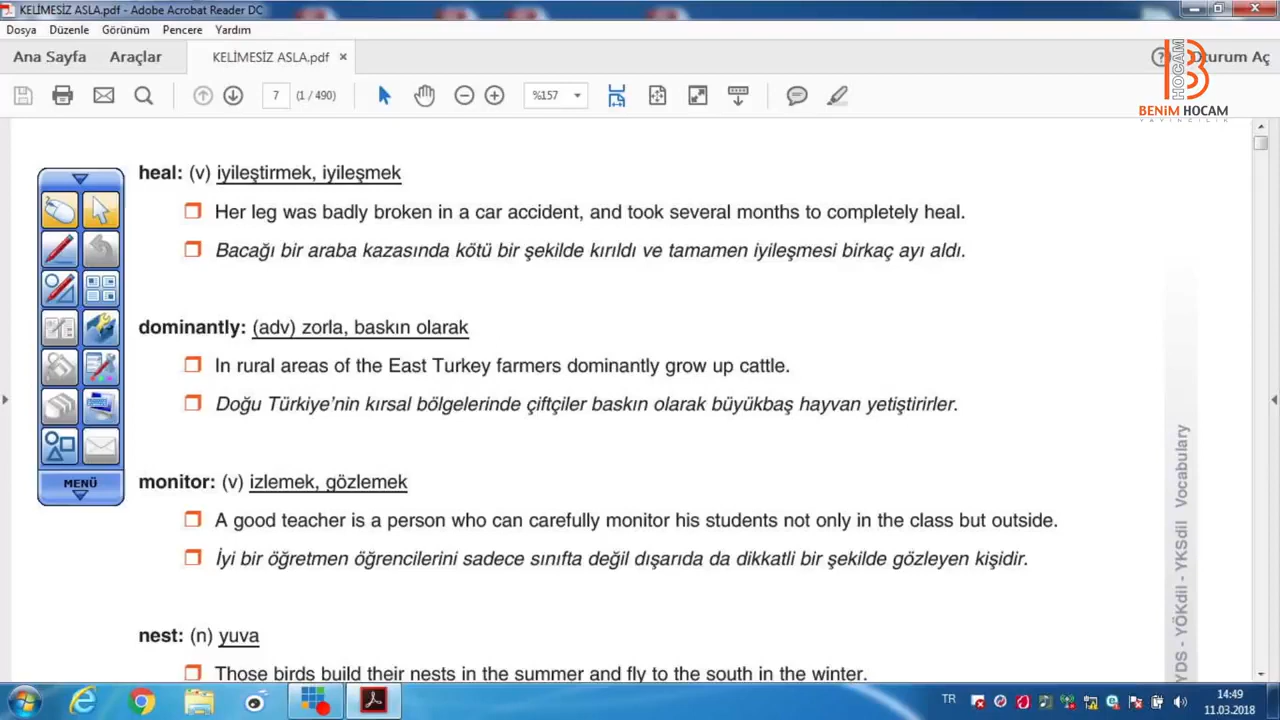 KELİMESİZ ASLA.pdf - Adobe Acrobat Reader DC
Dosya Düzenle Görünüm Pencere Yardım
Ana Sayfa Araçlar KELİMESİZ ASLA.pdf × ? Oturum Aç
7 (1 / 490) %157
HOCAM
BENiM HOCAM
YAYINCILIK
heal: (v) iyileştirmek, iyileşmek
Her leg was badly broken in a car accident, and took several months to completely heal.
Bacağı bir araba kazasında kötü bir şekilde kırıldı ve tamamen iyileşmesi birkaç ayı aldı.
dominantly: (adv) zorla, baskın olarak
In rural areas of the East Turkey farmers dominantly grow up cattle.
Doğu Türkiye'nin kırsal bölgelerinde çiftçiler baskın olarak büyükbaş hayvan yetiştirirler.
MENÜ
monitor: (v) izlemek, gözlemek
A good teacher is a person who can carefully monitor his students not only in the class but outside.
İyi bir öğretmen öğrencilerini sadece sınıfta değil dışarıda da dikkatli bir şekilde gözleyen kişidir.
nest: (n) yuva
Those birds build their nests in the summer and fly to the south in the winter.
YDS - YÖKdil - YKSdil Vocabulary
TR 14:49
11.03.2018